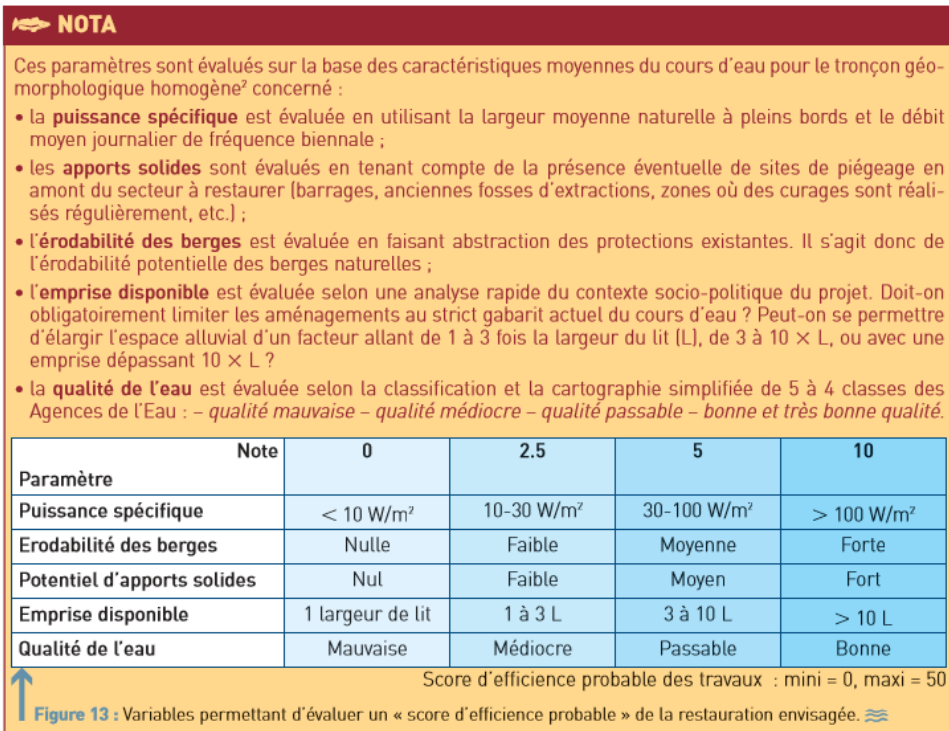 NOTA
Ces paramètres sont évalués sur la base des caractéristiques moyennes du cours d'eau pour le tronçon géo-
morphologique homogène² concerné :
• la puissance spécifique est évaluée en utilisant la largeur moyenne naturelle à pleins bords et le débit
moyen journalier de fréquence biennale ;
• les apports solides sont évalués en tenant compte de la présence éventuelle de sites de piégeage en
amont du secteur à restaurer (barrages, anciennes fosses d'extractions, zones où des curages sont réali-
sés régulièrement, etc.) ;
• l'érodabilité des berges est évaluée en faisant abstraction des protections existantes. Il s'agit donc de
l'érodabilité potentielle des berges naturelles ;
• l'emprise disponible est évaluée selon une analyse rapide du contexte socio-politique du projet. Doit-on
obligatoirement limiter les aménagements au strict gabarit actuel du cours d'eau ? Peut-on se permettre
d'élargir l'espace alluvial d'un facteur allant de 1 à 3 fois la largeur du lit (L), de 3 à 10 × L, ou avec une
emprise dépassant 10 × L ?
• la qualité de l'eau est évaluée selon la classification et la cartographie simplifiée de 5 à 4 classes des
Agences de l'Eau : – qualité mauvaise – qualité médiocre – qualité passable – bonne et très bonne qualité.
Note 0 2.5 5 10
Paramètre
Puissance spécifique < 10 W/m² 10-30 W/m² 30-100 W/m² > 100 W/m²
Erodabilité des berges Nulle Faible Moyenne Forte
Potentiel d'apports solides Nul Faible Moyen Fort
Emprise disponible 1 largeur de lit 1 à 3 L 3 à 10 L > 10 L
Qualité de l'eau Mauvaise Médiocre Passable Bonne
Score d'efficience probable des travaux : mini = 0, maxi = 50
Figure 13 : Variables permettant d'évaluer un « score d'efficience probable » de la restauration envisagée.